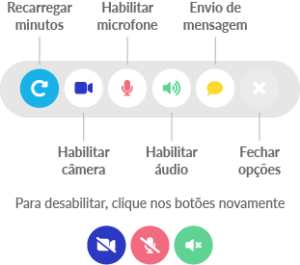 Recarregar
minutos
Habilitar
microfone
Envio de
mensagem
Habilitar
câmera
Habilitar
áudio
Fechar
opções
Para desabilitar, clique nos botões novamente